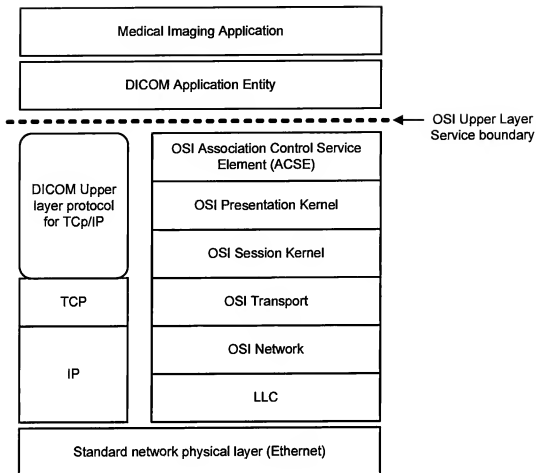 Medical Imaging Application
DICOM Application Entity
OSI Upper Layer
Service boundary
DICOM Upper
layer protocol
for TCp/IP
TCP
IP
OSI Association Control Service
Element (ACSE)
OSI Presentation Kernel
OSI Session Kernel
OSI Transport
OSI Network
LLC
Standard network physical layer (Ethernet)